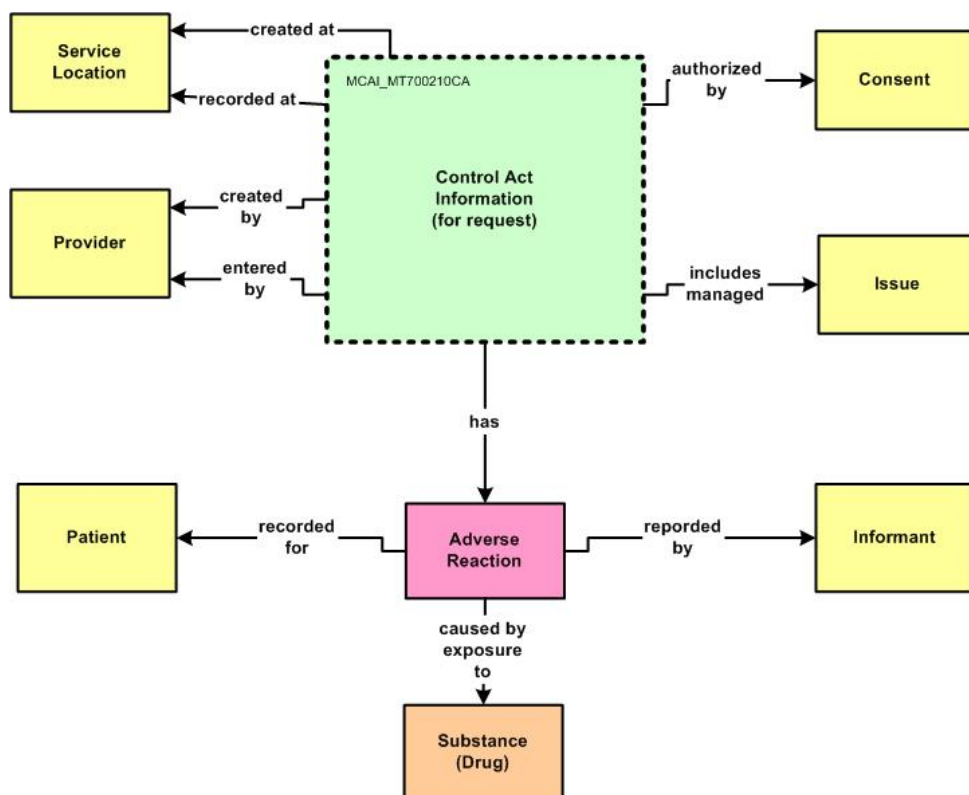 created at
Service
Location
MCAI_MT700210CA
authorized
by
Consent
recorded at
Control Act
Information
(for request)
created
by
Provider
entered
by
includes
managed
Issue
has
Patient
recorded
for
Adverse
Reaction
reporded
by
Informant
caused by
exposure
to
Substance
(Drug)